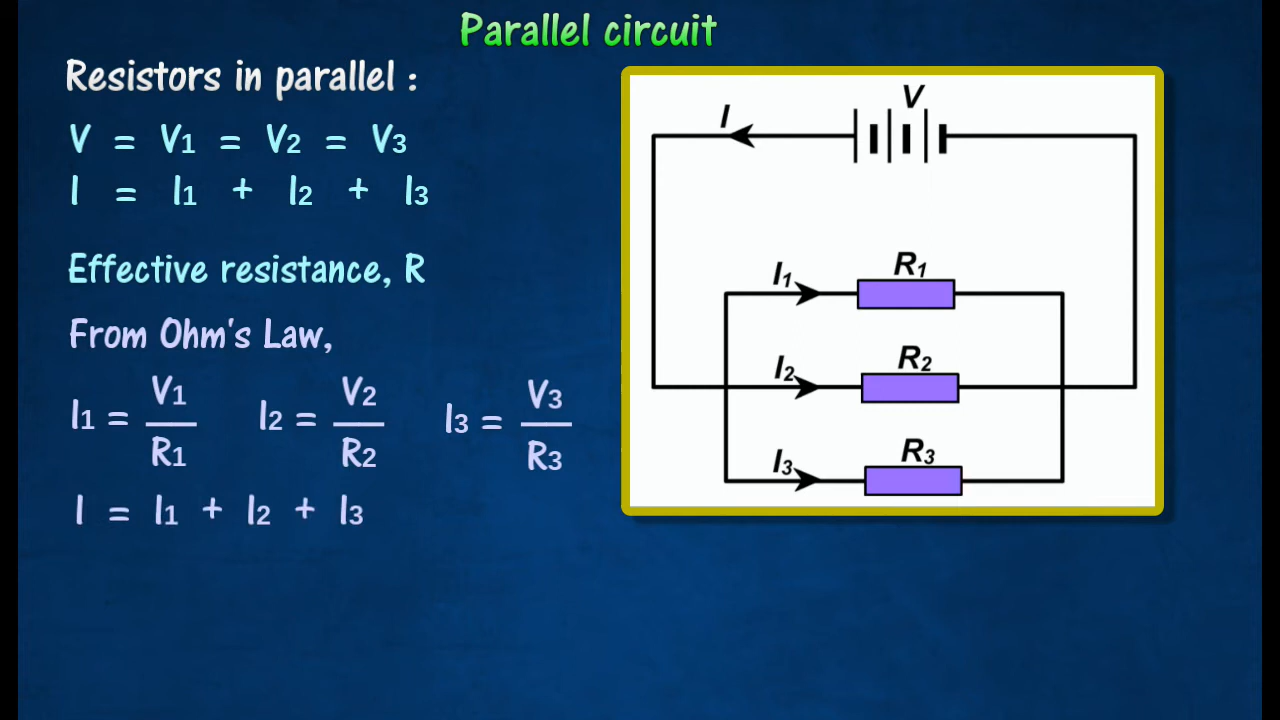 Parallel circuit
Resistors in parallel :
V = V1 = V2 = V3
I = I1 + I2 + I3
Effective resistance, R
From Ohm's Law,
I1 = V1 / R1 I2 = V2 / R2 I3 = V3 / R3
I = I1 + I2 + I3
V
I
I1 R1
I2 R2
I3 R3